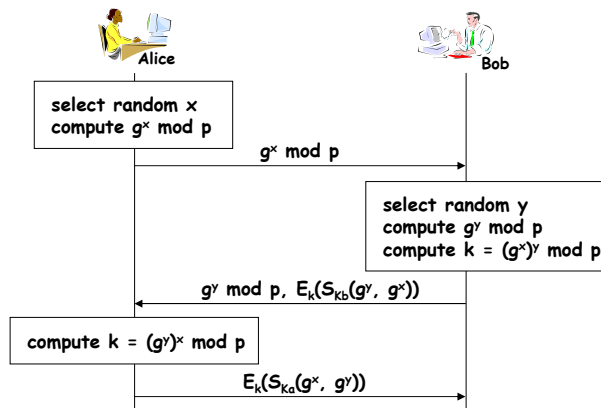 Alice
Bob
select random x
compute gˣ mod p
gˣ mod p
select random y
compute gʸ mod p
compute k = (gˣ)ʸ mod p
gʸ mod p, Eₖ(S_Kb(gʸ, gˣ))
compute k = (gʸ)ˣ mod p
Eₖ(S_Ka(gˣ, gʸ))